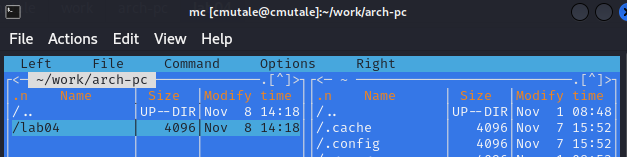 mc [cmutale@cmutale]:~/work/arch-pc
File Actions Edit View Help
Left File Command Options Right
<─ ~/work/arch-pc ─.[^]> <─ ~ ─.[^]>
.n Name Size Modify time .n Name Size Modify time
/.. UP--DIR Nov 8 14:18 /.. UP--DIR Nov 1 08:48
/lab04 4096 Nov 8 14:18 /.cache 4096 Nov 7 15:52
/.config 4096 Nov 7 15:52